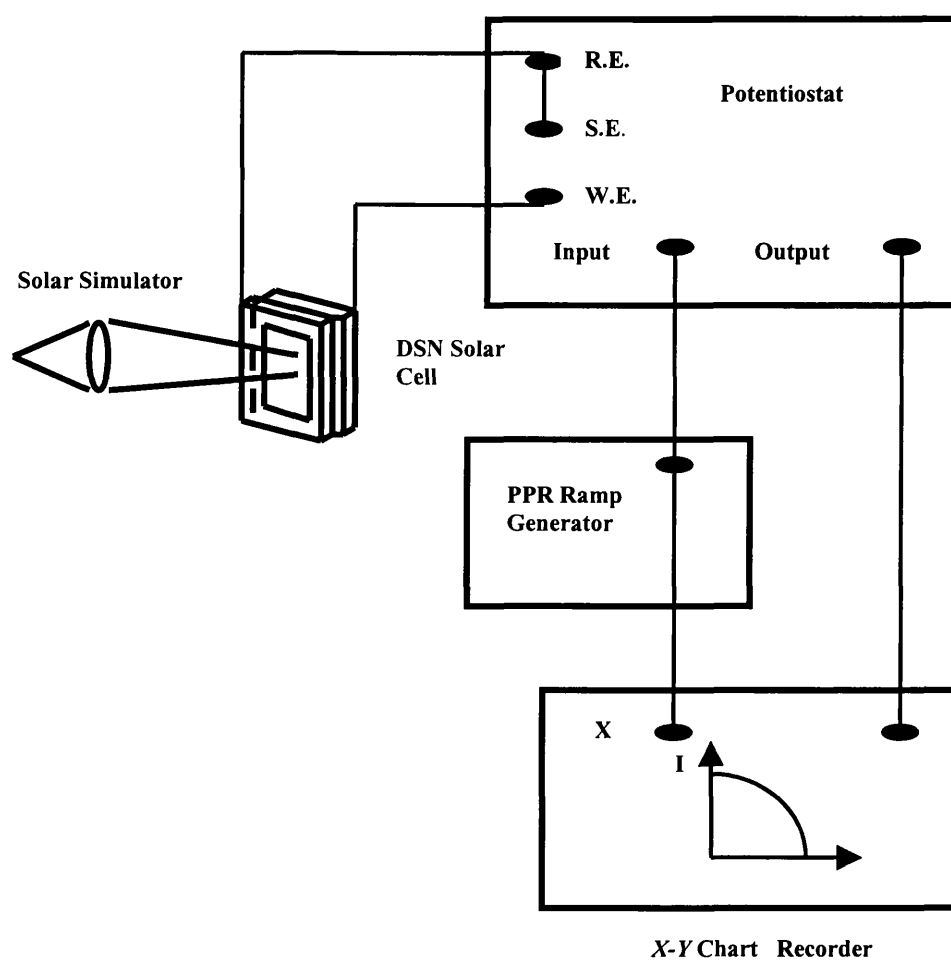 R.E.
Potentiostat
S.E.
W.E.
Input
Output
Solar Simulator
DSN Solar
Cell
PPR Ramp
Generator
X
I
X-Y Chart Recorder